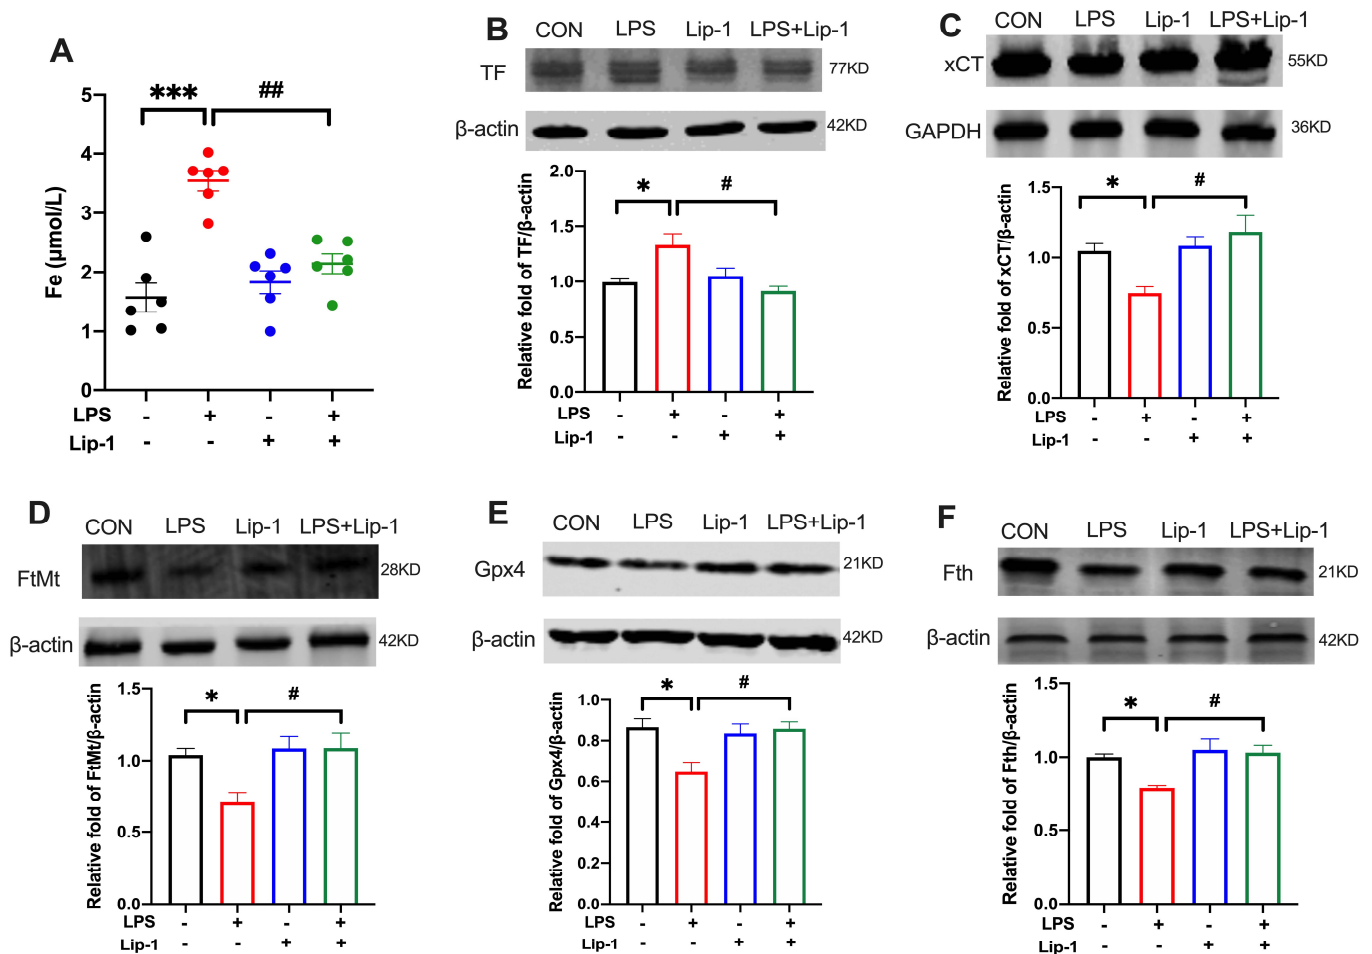 A
***
##
5
4
3
2
1
0
Fe (μmol/L)
LPS - + - +
Lip-1 - - + +
B
CON LPS Lip-1 LPS+Lip-1
TF 77KD
β-actin 42KD
* #
2.0
1.5
1.0
0.5
0.0
Relative fold of TF/β-actin
LPS - + - +
Lip-1 - - + +
C
CON LPS Lip-1 LPS+Lip-1
xCT 55KD
GAPDH 36KD
* #
1.5
1.0
0.5
0.0
Relative fold of xCT/β-actin
LPS - + - +
Lip-1 - - + +
D
CON LPS Lip-1 LPS+Lip-1
FtMt 28KD
β-actin 42KD
* #
1.5
1.0
0.5
0.0
Relative fold of FtMt/β-actin
LPS - + - +
Lip-1 - - + +
E
CON LPS Lip-1 LPS+Lip-1
Gpx4 21KD
β-actin 42KD
* #
1.0
0.8
0.6
0.4
0.2
0.0
Relative fold of Gpx4/β-actin
LPS - + - +
LIp-1 - - + +
F
CON LPS Lip-1 LPS+Lip-1
Fth 21KD
β-actin 42KD
* #
1.5
1.0
0.5
0.0
Relative fold of Fth/β-actin
LPS - + - +
Lip-1 - - + +